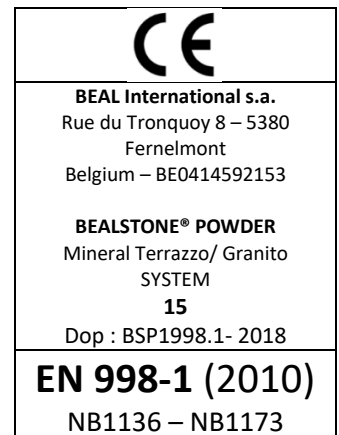 CE
BEAL International s.a.
Rue du Tronquoy 8 – 5380
Fernelmont
Belgium – BE0414592153
BEALSTONE® POWDER
Mineral Terrazzo/ Granito
SYSTEM
15
Dop : BSP1998.1- 2018
EN 998-1 (2010)
NB1136 – NB1173